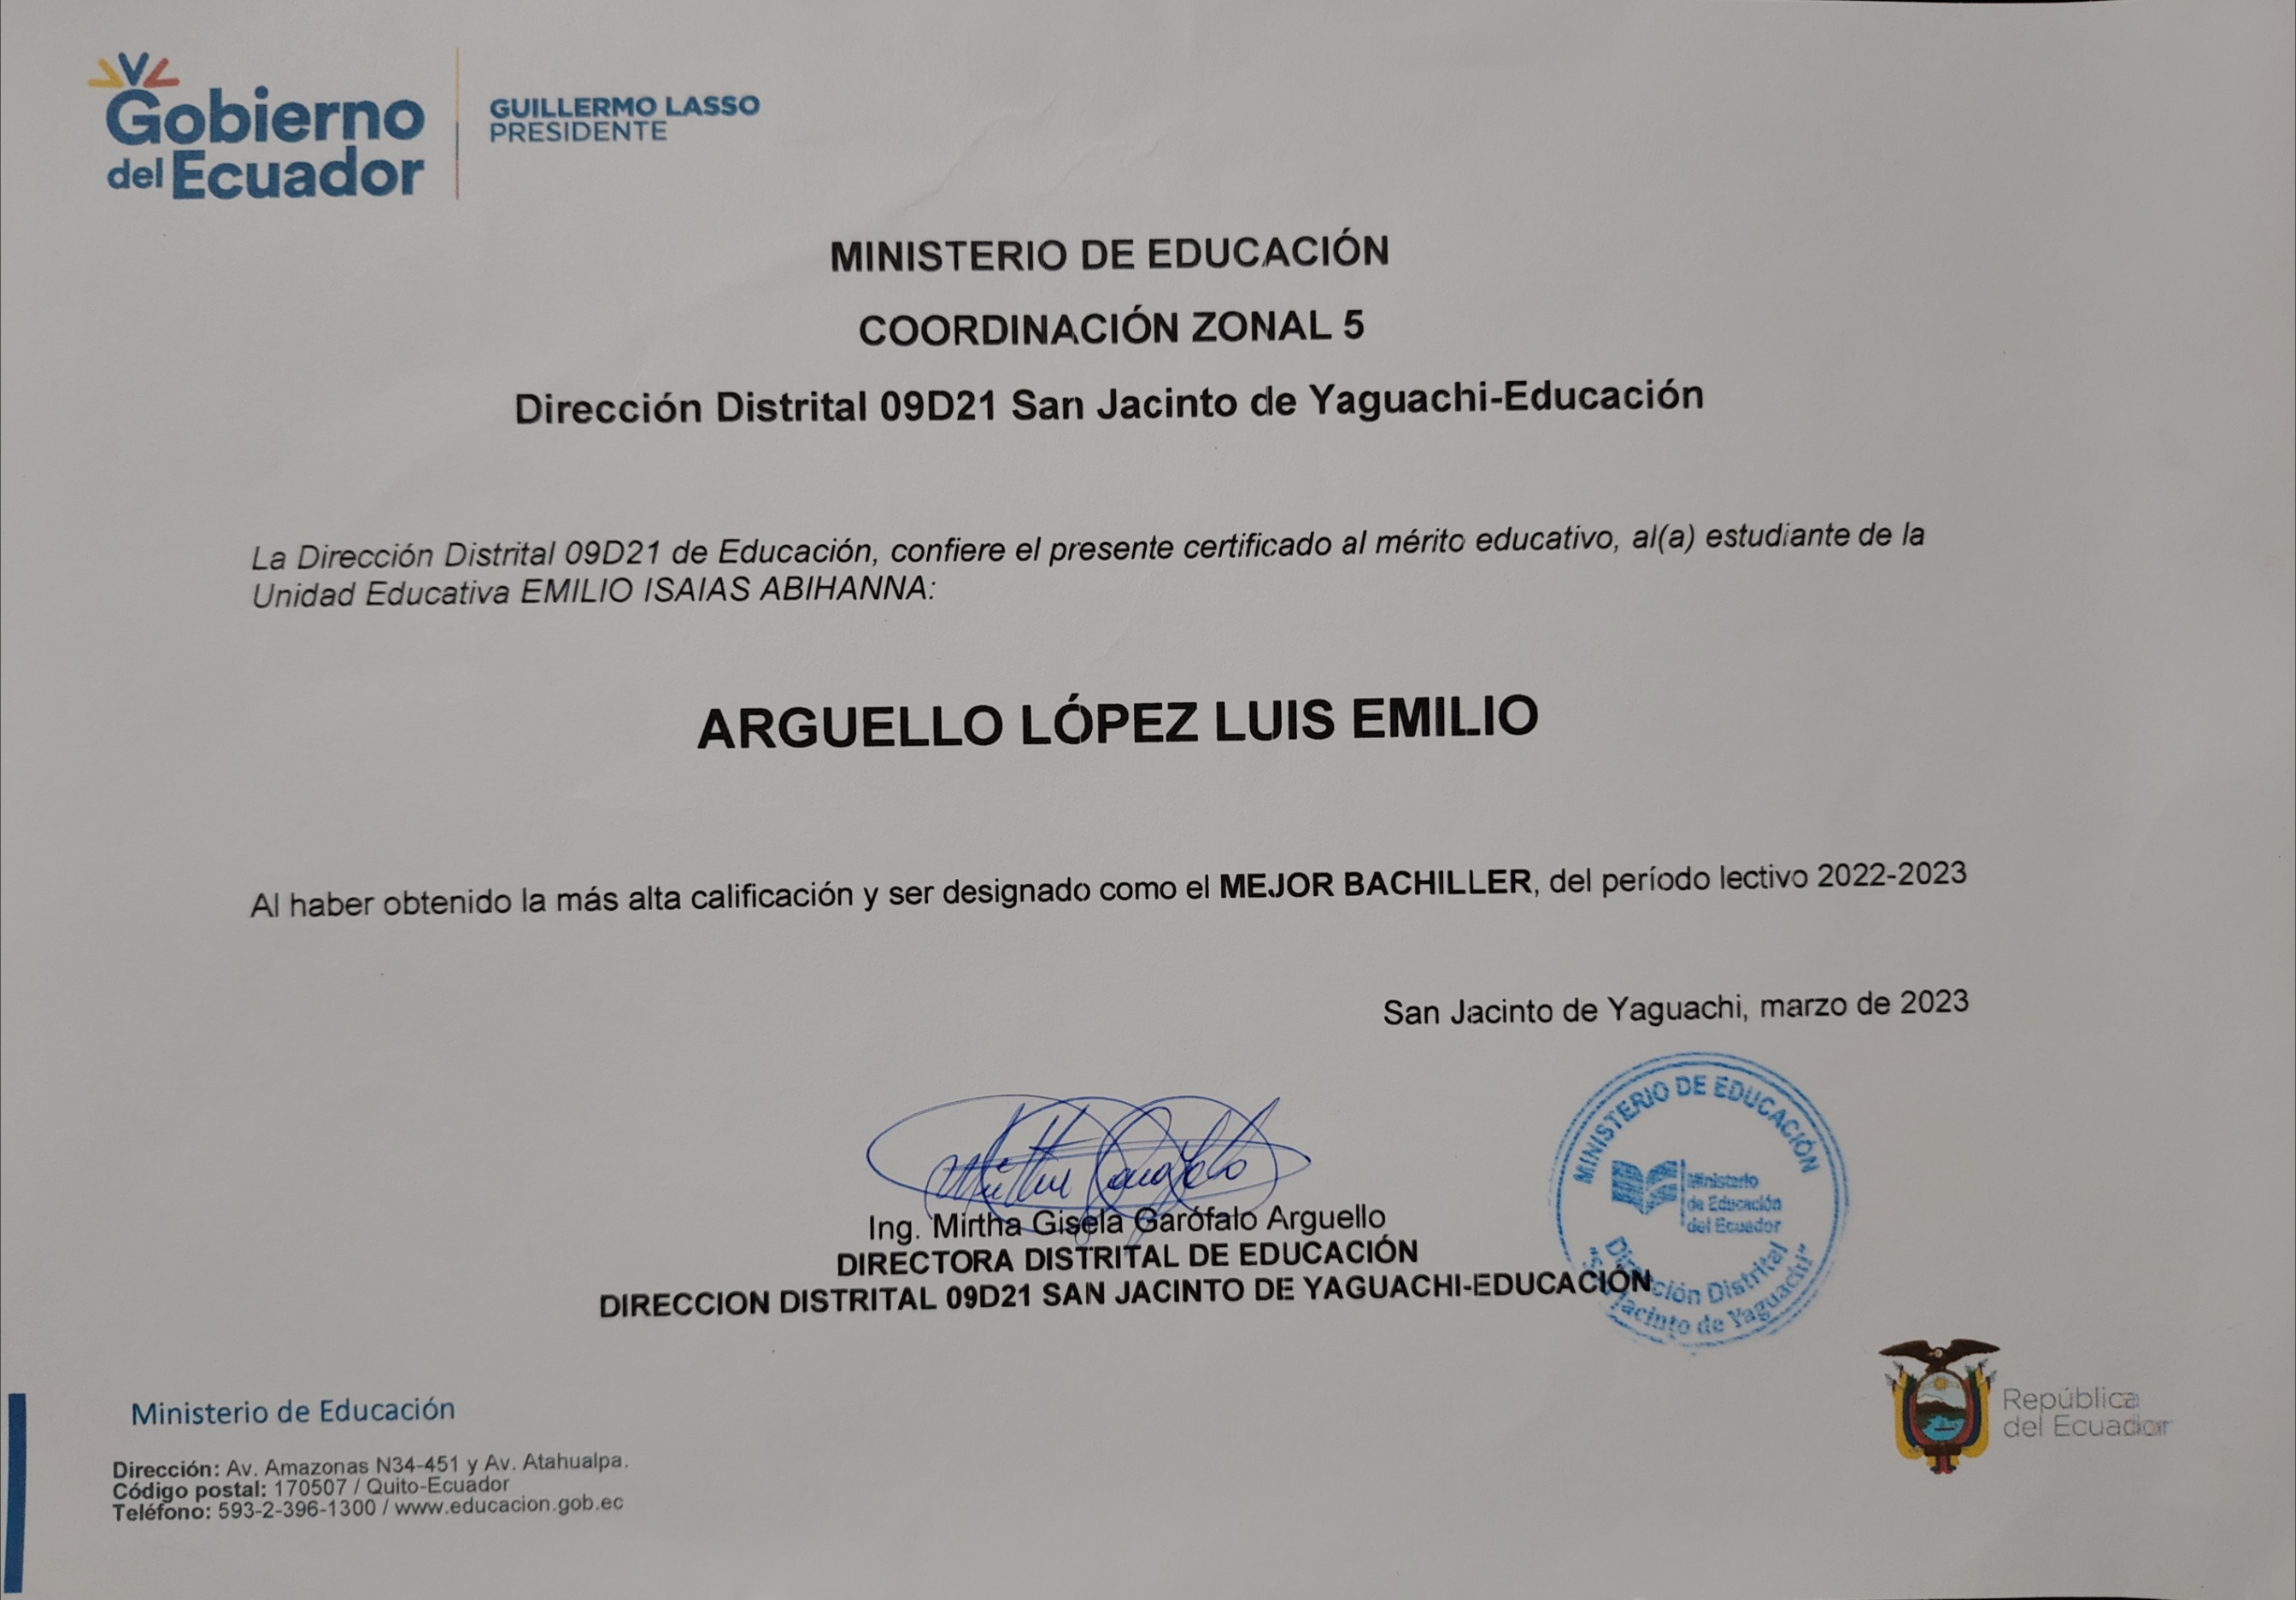 Gobierno
del Ecuador
GUILLERMO LASSO
PRESIDENTE
MINISTERIO DE EDUCACIÓN
COORDINACIÓN ZONAL 5
Dirección Distrital 09D21 San Jacinto de Yaguachi-Educación
La Dirección Distrital 09D21 de Educación, confiere el presente certificado al mérito educativo, al(a) estudiante de la
Unidad Educativa EMILIO ISAIAS ABIHANNA:
ARGUELLO LÓPEZ LUIS EMILIO
Al haber obtenido la más alta calificación y ser designado como el MEJOR BACHILLER, del período lectivo 2022-2023
San Jacinto de Yaguachi, marzo de 2023
Ing. Mirtha Gisela Garófalo Arguello
DIRECTORA DISTRITAL DE EDUCACIÓN
DIRECCION DISTRITAL 09D21 SAN JACINTO DE YAGUACHI-EDUCACIÓN
MINISTERIO DE EDUCACIÓN
Ministerio
de Educación
del Ecuador
Dirección Distrital
Jacinto de Yaguachi"
Ministerio de Educación
Dirección: Av. Amazonas N34-451 y Av. Atahualpa.
Código postal: 170507 / Quito-Ecuador
Teléfono: 593-2-396-1300 / www.educacion.gob.ec
República
del Ecuador